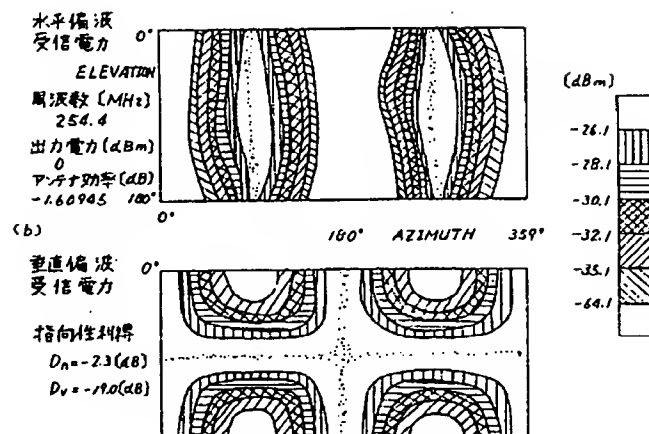 水平偏波
受信電力
0°
ELEVATION
周波数 (MHz)
254.4
出力電力 (dBm)
0
アンテナ効率 (dB)
-1.60945
180°
0°
180°
AZIMUTH
359°
(b)
垂直偏波
受信電力
0°
指向性利得
Dh=-2.3(dB)
Dv=-19.0(dB)
(dBm)
-26.1
-28.1
-30.1
-32.1
-35.1
-64.1